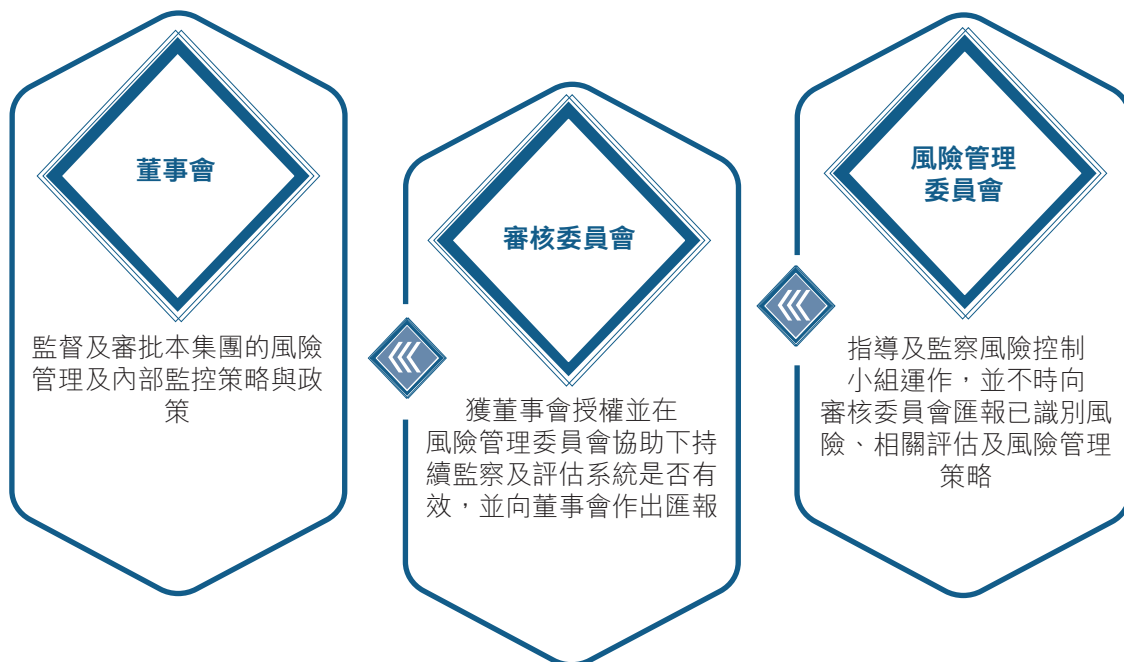 董事會
監督及審批本集團的風險
管理及內部監控策略與政
策
審核委員會
獲董事會授權並在
風險管理委員會協助下持
續監察及評估系統是否有
效，並向董事會作出匯報
風險管理
委員會
指導及監察風險控制
小組運作，並不時向
審核委員會匯報已識別風
險、相關評估及風險管理
策略